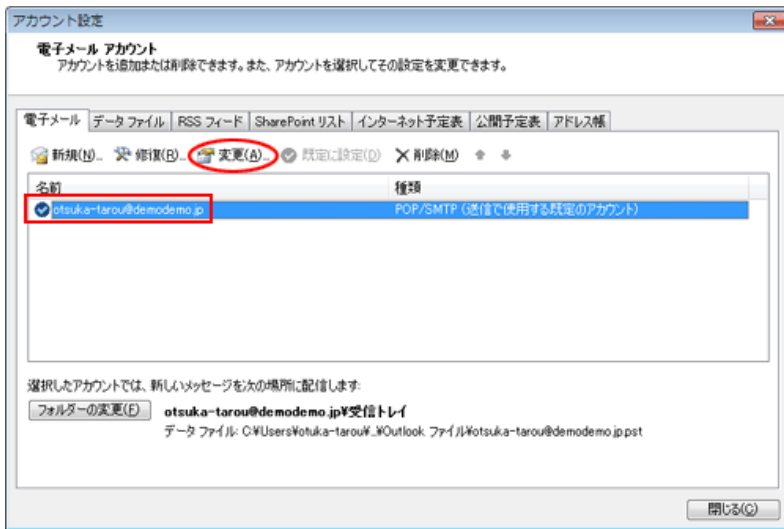 アカウント設定
電子メール アカウント
アカウントを追加または削除できます。また、アカウントを選択してその設定を変更できます。
電子メール データ ファイル RSS フィード SharePoint リスト インターネット予定表 公開予定表 アドレス帳
新規(N)... 修復(R)... 変更(A)... 既定に設定(D) 削除(M)
名前 種類
otsuka-tarou@demodemo.jp POP/SMTP (送信で使用する既定のアカウント)
選択したアカウントでは、新しいメッセージを次の場所に配信します:
フォルダーの変更(F) otsuka-tarou@demodemo.jp¥受信トレイ
データ ファイル: C:¥Users¥otuka-tarou¥...¥Outlook ファイル¥otsuka-tarou@demodemo.jp.pst
閉じる(C)